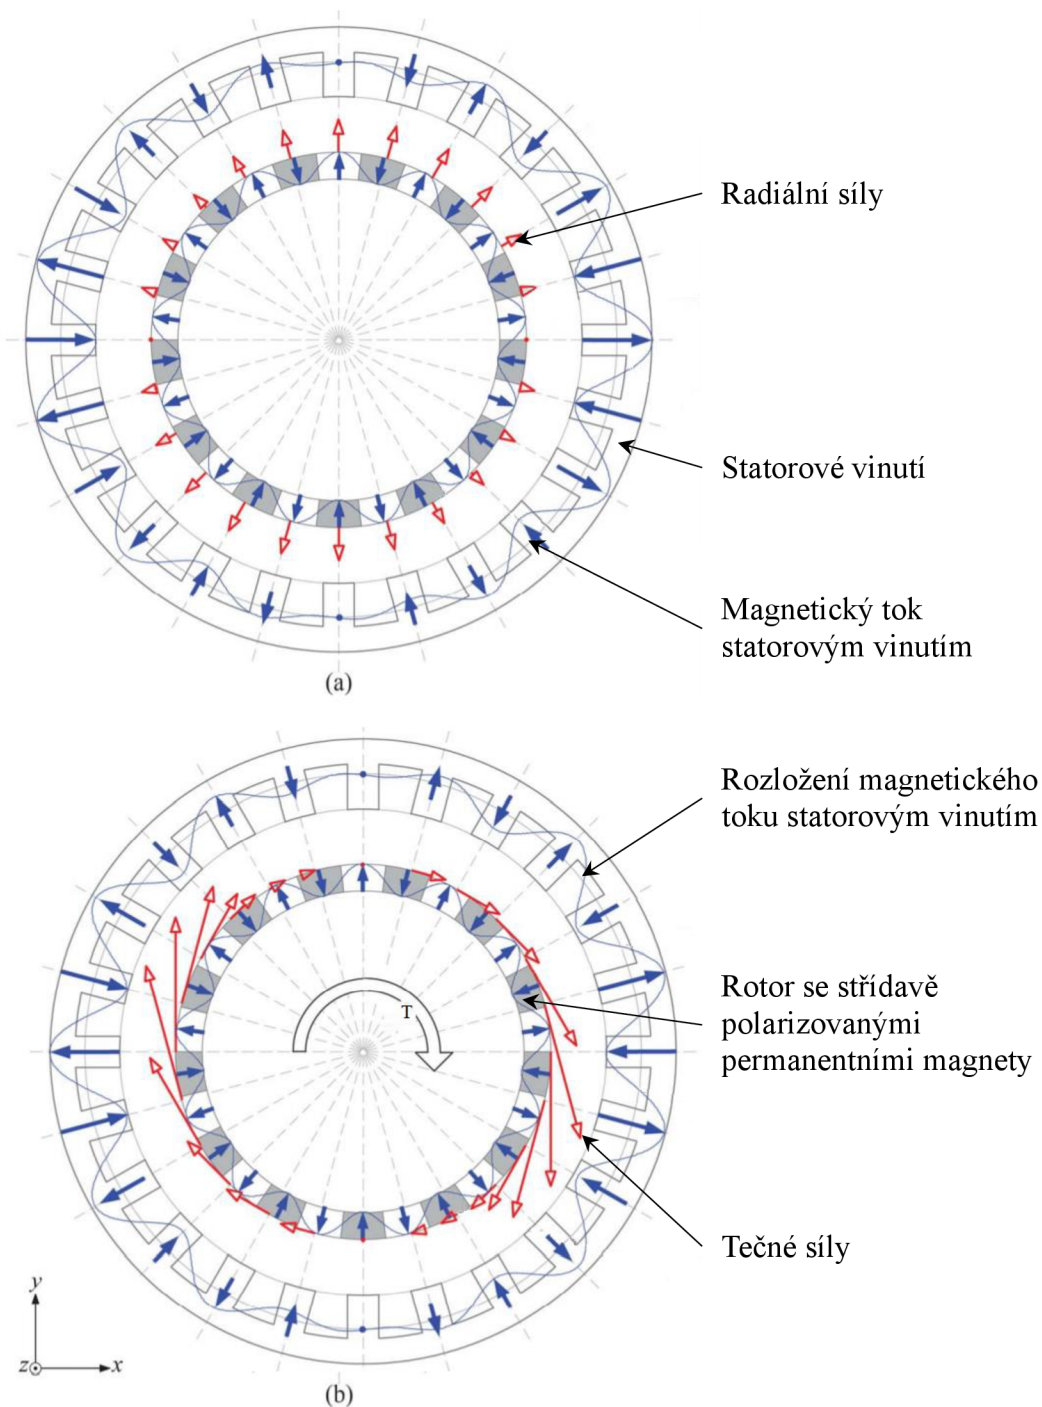 Radiální síly
Statorové vinutí
Magnetický tok
statorovým vinutím
(a)
Rozložení magnetického
toku statorovým vinutím
T
Rotor se střídavě
polarizovanými
permanentními magnety
Tečné síly
y
z
x
(b)